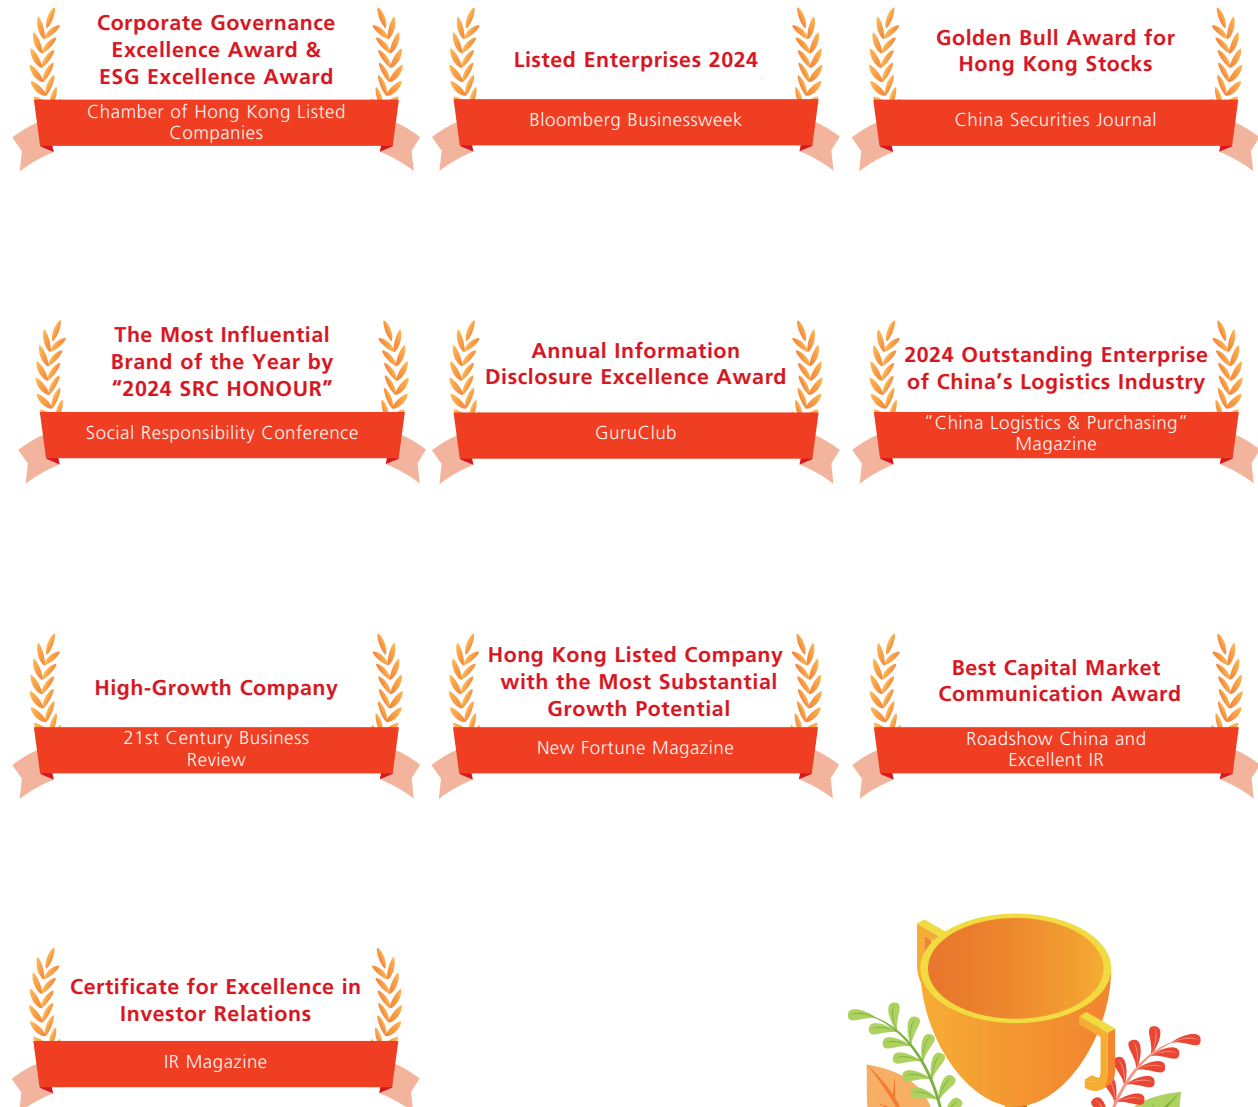 Corporate Governance
Excellence Award &
ESG Excellence Award
Chamber of Hong Kong Listed
Companies
Listed Enterprises 2024
Bloomberg Businessweek
Golden Bull Award for
Hong Kong Stocks
China Securities Journal
The Most Influential
Brand of the Year by
“2024 SRC HONOUR”
Social Responsibility Conference
Annual Information
Disclosure Excellence Award
GuruClub
2024 Outstanding Enterprise
of China’s Logistics Industry
“China Logistics & Purchasing”
Magazine
High-Growth Company
21st Century Business
Review
Hong Kong Listed Company
with the Most Substantial
Growth Potential
New Fortune Magazine
Best Capital Market
Communication Award
Roadshow China and
Excellent IR
Certificate for Excellence in
Investor Relations
IR Magazine